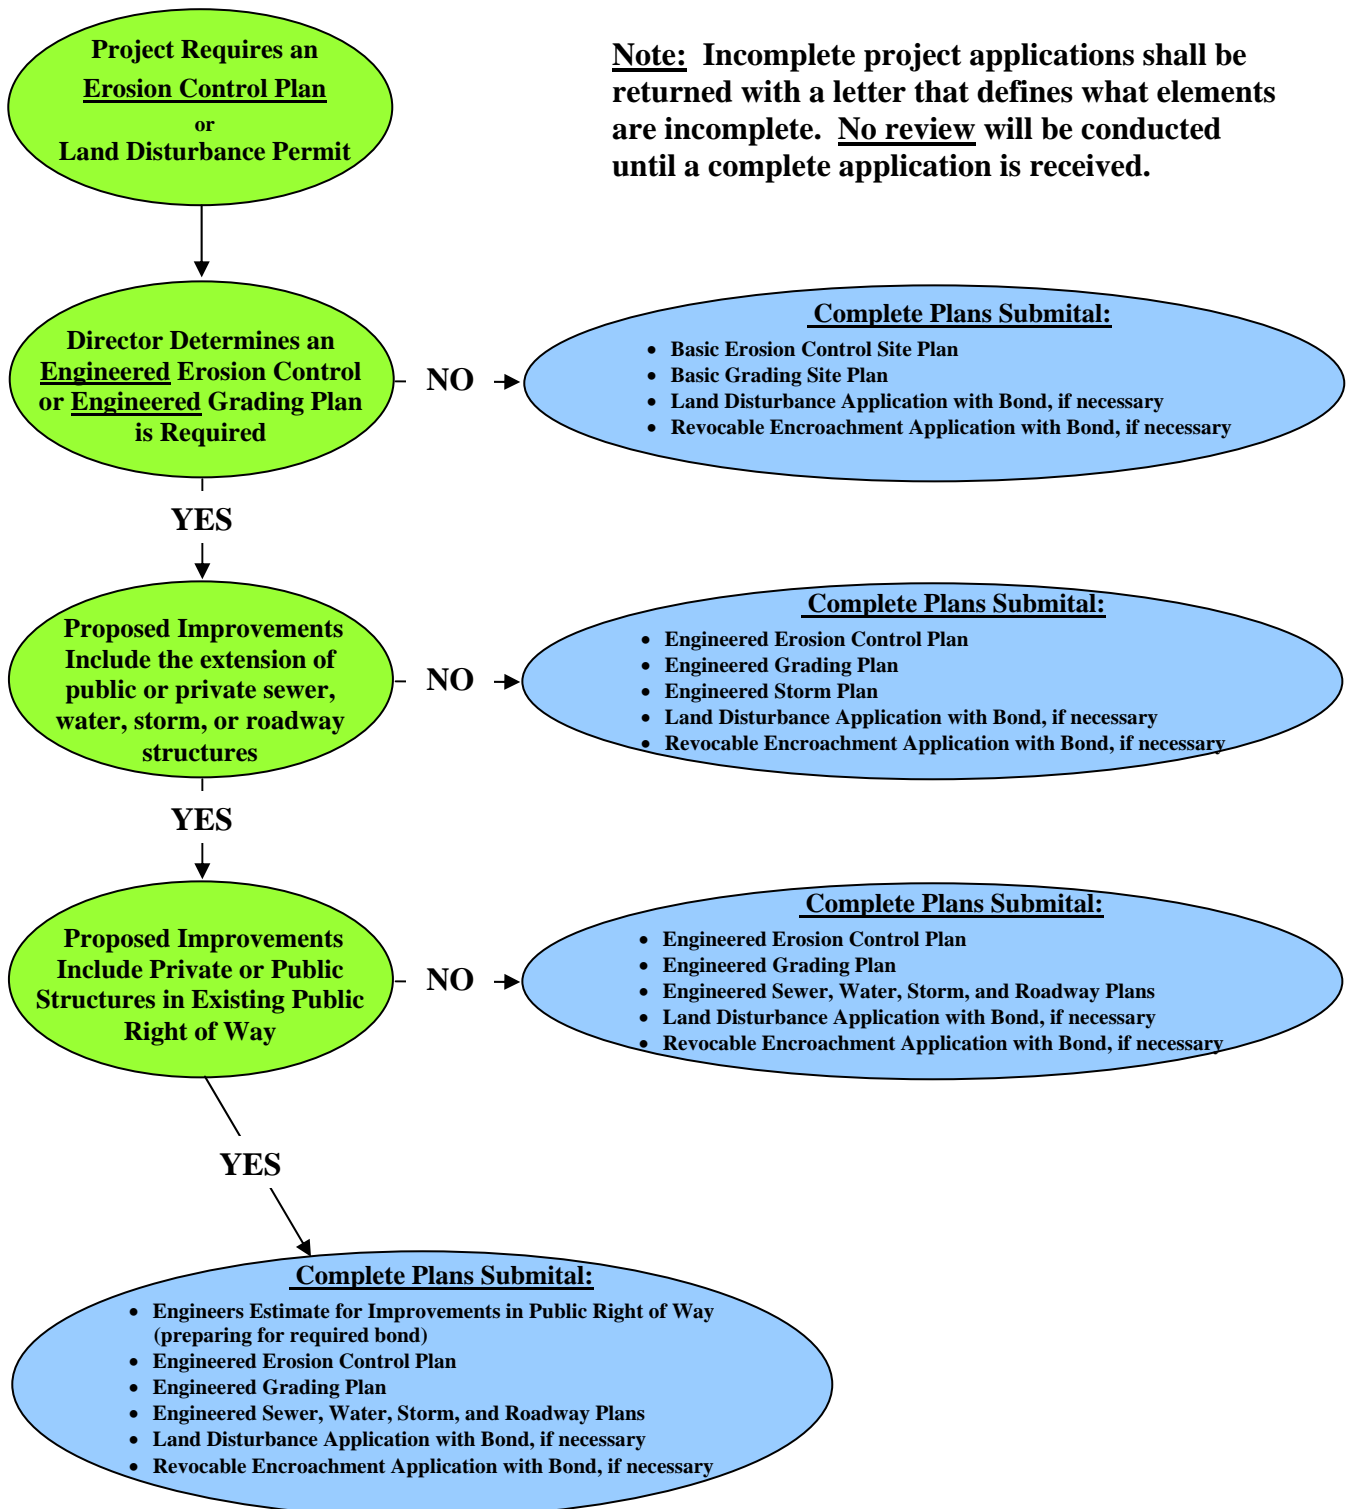 Project Requires an
Erosion Control Plan
or
Land Disturbance Permit
Note: Incomplete project applications shall be
returned with a letter that defines what elements
are incomplete. No review will be conducted
until a complete application is received.
Director Determines an
Engineered Erosion Control
or Engineered Grading Plan
is Required
NO
Complete Plans Submital:
• Basic Erosion Control Site Plan
• Basic Grading Site Plan
• Land Disturbance Application with Bond, if necessary
• Revocable Encroachment Application with Bond, if necessary
YES
Proposed Improvements
Include the extension of
public or private sewer,
water, storm, or roadway
structures
NO
Complete Plans Submital:
• Engineered Erosion Control Plan
• Engineered Grading Plan
• Engineered Storm Plan
• Land Disturbance Application with Bond, if necessary
• Revocable Encroachment Application with Bond, if necessary
YES
Proposed Improvements
Include Private or Public
Structures in Existing Public
Right of Way
NO
Complete Plans Submital:
• Engineered Erosion Control Plan
• Engineered Grading Plan
• Engineered Sewer, Water, Storm, and Roadway Plans
• Land Disturbance Application with Bond, if necessary
• Revocable Encroachment Application with Bond, if necessary
YES
Complete Plans Submital:
• Engineers Estimate for Improvements in Public Right of Way
(preparing for required bond)
• Engineered Erosion Control Plan
• Engineered Grading Plan
• Engineered Sewer, Water, Storm, and Roadway Plans
• Land Disturbance Application with Bond, if necessary
• Revocable Encroachment Application with Bond, if necessary